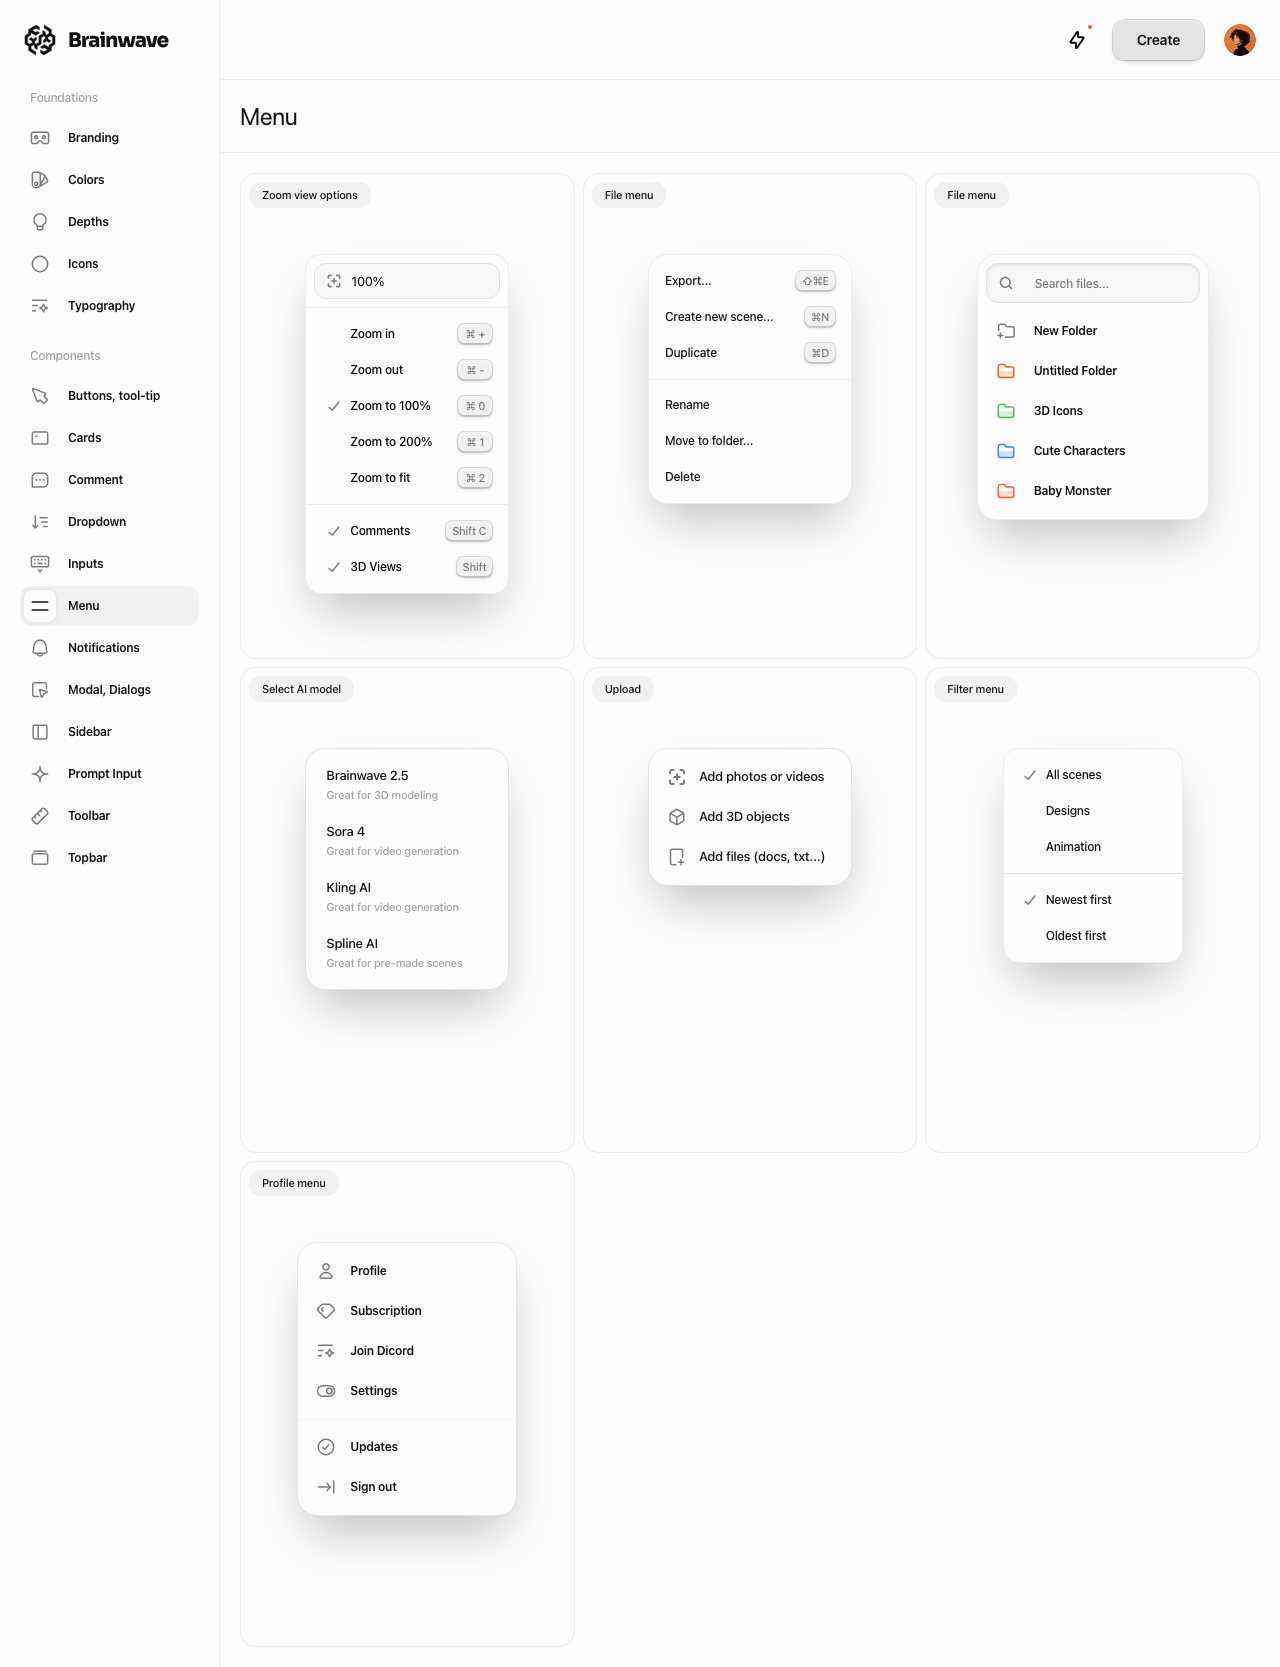 Brainwave
Create
Foundations
Branding
Colors
Depths
Icons
Typography
Components
Buttons, tool-tip
Cards
Comment
Dropdown
Inputs
Menu
Notifications
Modal, Dialogs
Sidebar
Prompt Input
Toolbar
Topbar
Menu
Zoom view options
100%
Zoom in ⌘ +
Zoom out ⌘ -
Zoom to 100% ⌘ 0
Zoom to 200% ⌘ 1
Zoom to fit ⌘ 2
Comments Shift C
3D Views Shift
File menu
Export... ⇧⌘E
Create new scene... ⌘N
Duplicate ⌘D
Rename
Move to folder...
Delete
File menu
Search files...
New Folder
Untitled Folder
3D Icons
Cute Characters
Baby Monster
Select AI model
Brainwave 2.5
Great for 3D modeling
Sora 4
Great for video generation
Kling AI
Great for video generation
Spline AI
Great for pre-made scenes
Upload
Add photos or videos
Add 3D objects
Add files (docs, txt...)
Filter menu
All scenes
Designs
Animation
Newest first
Oldest first
Profile menu
Profile
Subscription
Join Dicord
Settings
Updates
Sign out